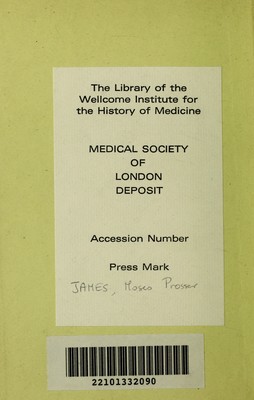 The Library of the
Wellcome Institute for
the History of Medicine
MEDICAL SOCIETY
OF
LONDON
DEPOSIT
Accession Number
Press Mark
JAMES, Moses Prosser
22101332090